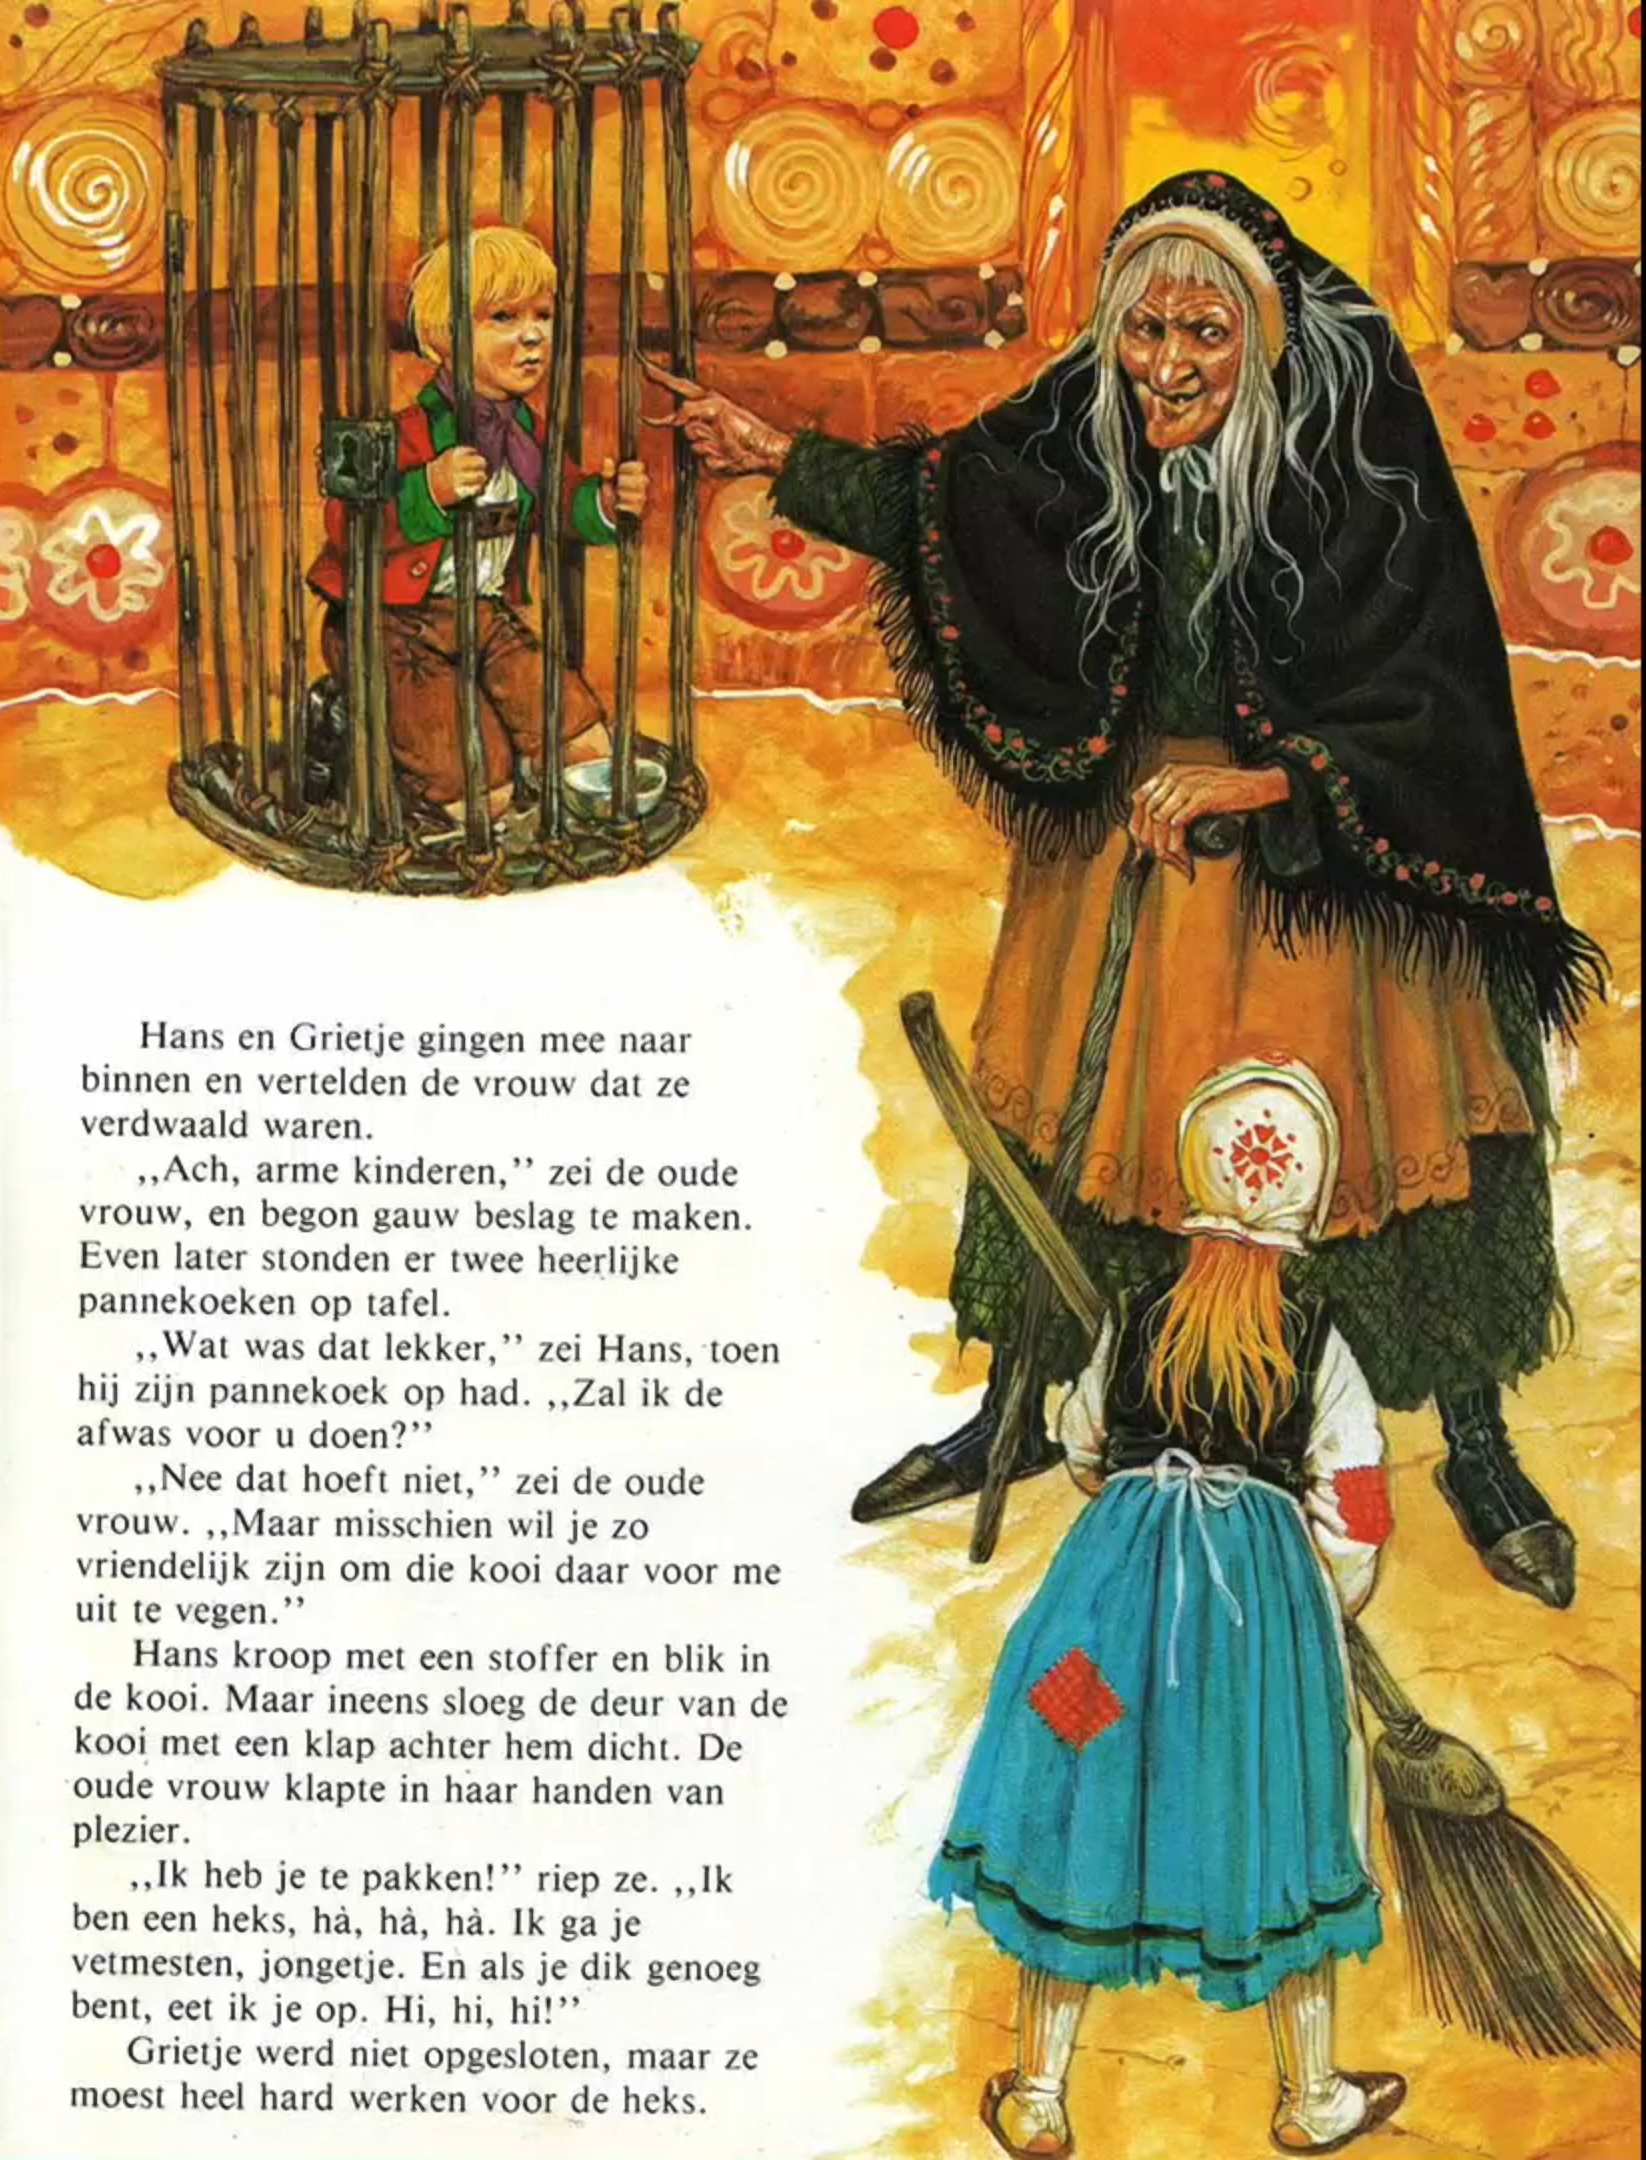 Hans en Grietje gingen mee naar
binnen en vertelden de vrouw dat ze
verdwaald waren.
,,Ach, arme kinderen,’’ zei de oude
vrouw, en begon gauw beslag te maken.
Even later stonden er twee heerlijke
pannekoeken op tafel.
,,Wat was dat lekker,’’ zei Hans, toen
hij zijn pannekoek op had. ,,Zal ik de
afwas voor u doen?’’
,,Nee dat hoeft niet,’’ zei de oude
vrouw. ,,Maar misschien wil je zo
vriendelijk zijn om die kooi daar voor me
uit te vegen.’’
Hans kroop met een stoffer en blik in
de kooi. Maar ineens sloeg de deur van de
kooi met een klap achter hem dicht. De
oude vrouw klapte in haar handen van
plezier.
,,Ik heb je te pakken!’’ riep ze. ,,Ik
ben een heks, hà, hà, hà. Ik ga je
vetmesten, jongetje. En als je dik genoeg
bent, eet ik je op. Hi, hi, hi!’’
Grietje werd niet opgesloten, maar ze
moest heel hard werken voor de heks.